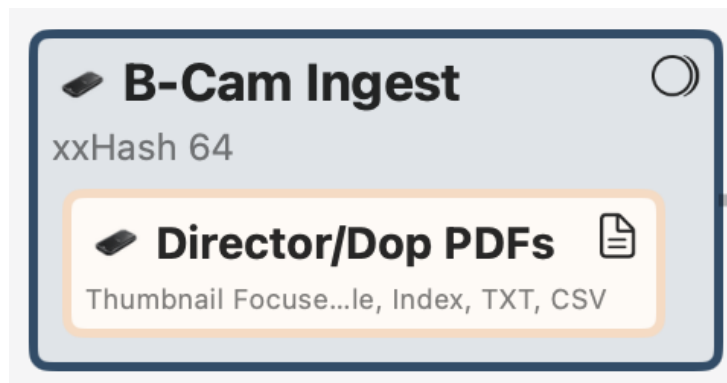 B-Cam Ingest
xxHash 64
Director/Dop PDFs
Thumbnail Focuse...le, Index, TXT, CSV